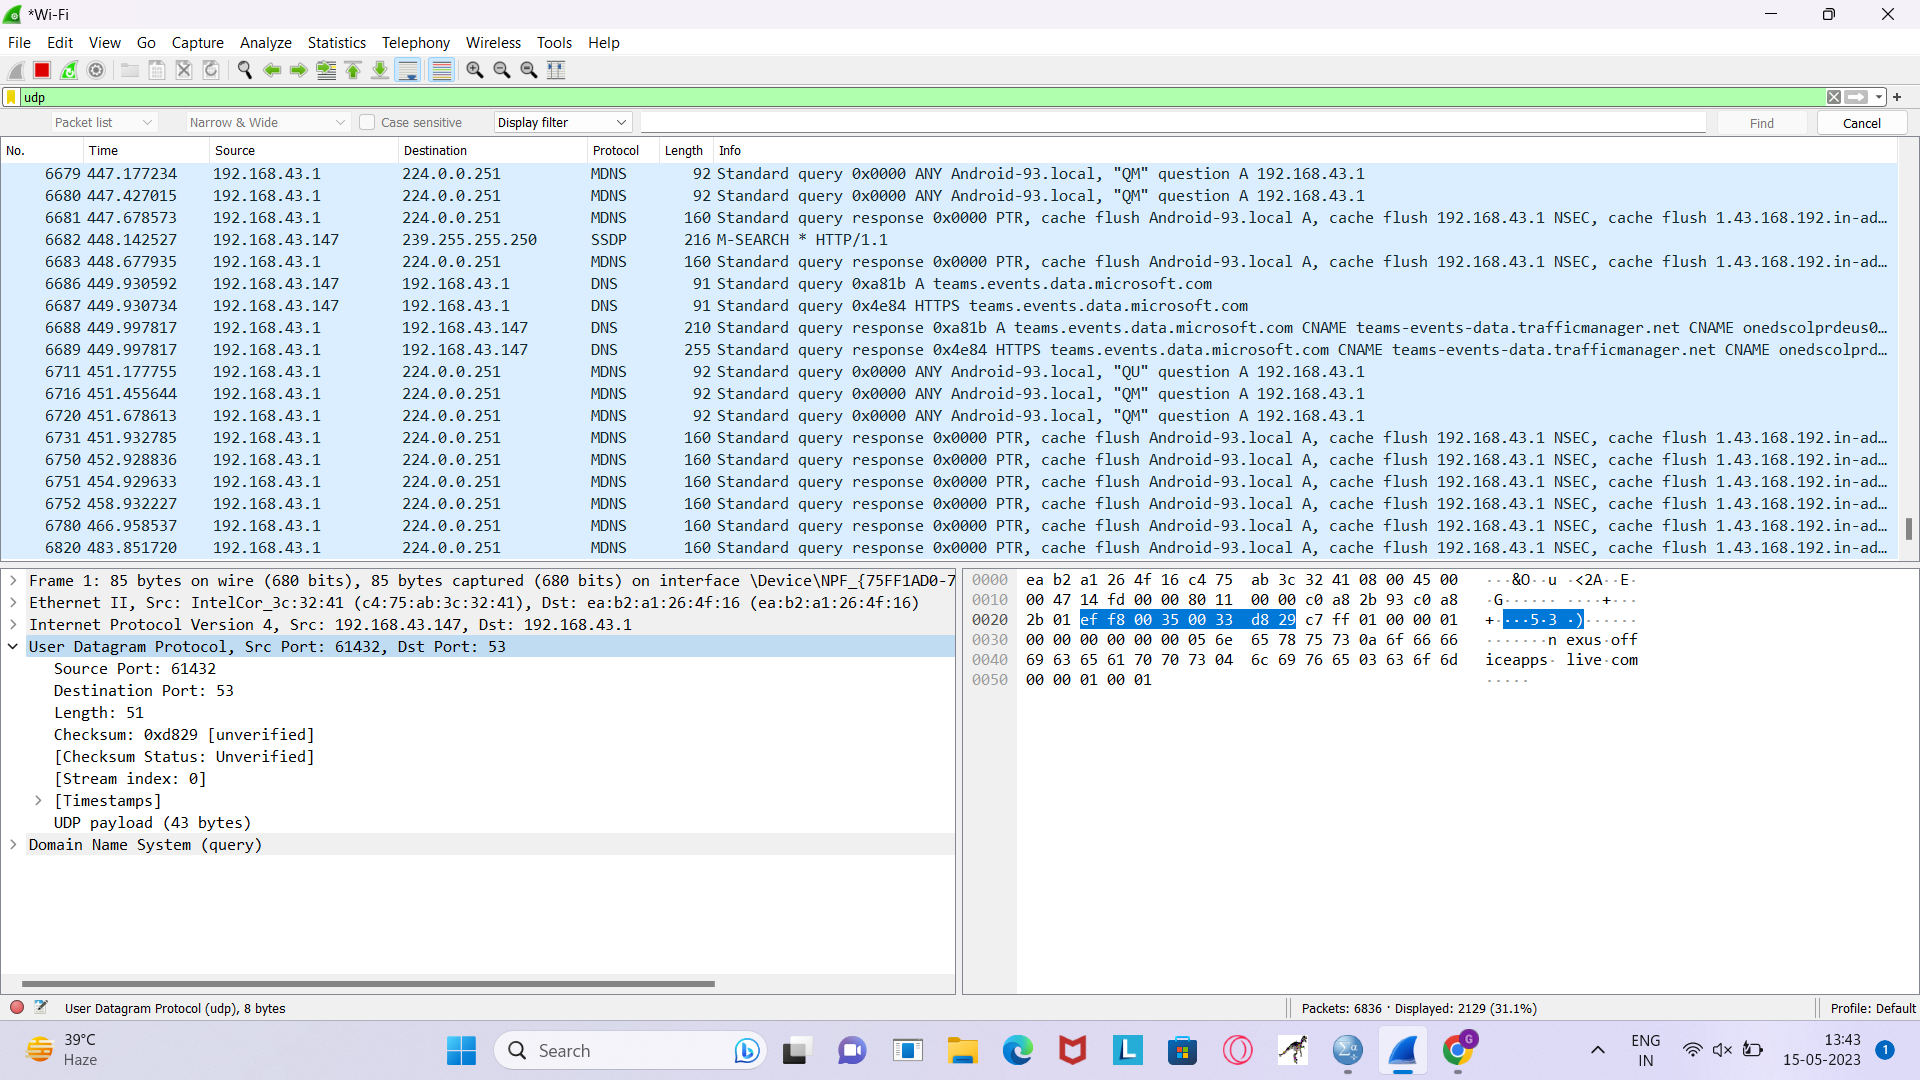 *Wi-Fi
File Edit View Go Capture Analyze Statistics Telephony Wireless Tools Help
udp
Packet list Narrow & Wide Case sensitive Display filter Find Cancel
No. Time Source Destination Protocol Length Info
6679 447.177234 192.168.43.1 224.0.0.251 MDNS 92 Standard query 0x0000 ANY Android-93.local, "QM" question A 192.168.43.1
6680 447.427015 192.168.43.1 224.0.0.251 MDNS 92 Standard query 0x0000 ANY Android-93.local, "QM" question A 192.168.43.1
6681 447.678573 192.168.43.1 224.0.0.251 MDNS 160 Standard query response 0x0000 PTR, cache flush Android-93.local A, cache flush 192.168.43.1 NSEC, cache flush 1.43.168.192.in-ad…
6682 448.142527 192.168.43.147 239.255.255.250 SSDP 216 M-SEARCH * HTTP/1.1
6683 448.677935 192.168.43.1 224.0.0.251 MDNS 160 Standard query response 0x0000 PTR, cache flush Android-93.local A, cache flush 192.168.43.1 NSEC, cache flush 1.43.168.192.in-ad…
6686 449.930592 192.168.43.147 192.168.43.1 DNS 91 Standard query 0xa81b A teams.events.data.microsoft.com
6687 449.930734 192.168.43.147 192.168.43.1 DNS 91 Standard query 0x4e84 HTTPS teams.events.data.microsoft.com
6688 449.997817 192.168.43.1 192.168.43.147 DNS 210 Standard query response 0xa81b A teams.events.data.microsoft.com CNAME teams-events-data.trafficmanager.net CNAME onedscolprdeus0…
6689 449.997817 192.168.43.1 192.168.43.147 DNS 255 Standard query response 0x4e84 HTTPS teams.events.data.microsoft.com CNAME teams-events-data.trafficmanager.net CNAME onedscolprd…
6711 451.177755 192.168.43.1 224.0.0.251 MDNS 92 Standard query 0x0000 ANY Android-93.local, "QU" question A 192.168.43.1
6716 451.455644 192.168.43.1 224.0.0.251 MDNS 92 Standard query 0x0000 ANY Android-93.local, "QM" question A 192.168.43.1
6720 451.678613 192.168.43.1 224.0.0.251 MDNS 92 Standard query 0x0000 ANY Android-93.local, "QM" question A 192.168.43.1
6731 451.932785 192.168.43.1 224.0.0.251 MDNS 160 Standard query response 0x0000 PTR, cache flush Android-93.local A, cache flush 192.168.43.1 NSEC, cache flush 1.43.168.192.in-ad…
6750 452.928836 192.168.43.1 224.0.0.251 MDNS 160 Standard query response 0x0000 PTR, cache flush Android-93.local A, cache flush 192.168.43.1 NSEC, cache flush 1.43.168.192.in-ad…
6751 454.929633 192.168.43.1 224.0.0.251 MDNS 160 Standard query response 0x0000 PTR, cache flush Android-93.local A, cache flush 192.168.43.1 NSEC, cache flush 1.43.168.192.in-ad…
6752 458.932227 192.168.43.1 224.0.0.251 MDNS 160 Standard query response 0x0000 PTR, cache flush Android-93.local A, cache flush 192.168.43.1 NSEC, cache flush 1.43.168.192.in-ad…
6780 466.958537 192.168.43.1 224.0.0.251 MDNS 160 Standard query response 0x0000 PTR, cache flush Android-93.local A, cache flush 192.168.43.1 NSEC, cache flush 1.43.168.192.in-ad…
6820 483.851720 192.168.43.1 224.0.0.251 MDNS 160 Standard query response 0x0000 PTR, cache flush Android-93.local A, cache flush 192.168.43.1 NSEC, cache flush 1.43.168.192.in-ad…
Frame 1: 85 bytes on wire (680 bits), 85 bytes captured (680 bits) on interface \Device\NPF_{75FF1AD0-7
Ethernet II, Src: IntelCor_3c:32:41 (c4:75:ab:3c:32:41), Dst: ea:b2:a1:26:4f:16 (ea:b2:a1:26:4f:16)
Internet Protocol Version 4, Src: 192.168.43.147, Dst: 192.168.43.1
User Datagram Protocol, Src Port: 61432, Dst Port: 53
Source Port: 61432
Destination Port: 53
Length: 51
Checksum: 0xd829 [unverified]
[Checksum Status: Unverified]
[Stream index: 0]
[Timestamps]
UDP payload (43 bytes)
Domain Name System (query)
0000 ea b2 a1 26 4f 16 c4 75 ab 3c 32 41 08 00 45 00 ···&O··u ·<2A··E·
0010 00 47 14 fd 00 00 80 11 00 00 c0 a8 2b 93 c0 a8 ·G······ ····+···
0020 2b 01 ef f8 00 35 00 33 d8 29 c7 ff 01 00 00 01 +····5·3 ·)······
0030 00 00 00 00 00 00 05 6e 65 78 75 73 0a 6f 66 66 ·······n exus·off
0040 69 63 65 61 70 70 73 04 6c 69 76 65 03 63 6f 6d iceapps· live·com
0050 00 00 01 00 01 ·····
User Datagram Protocol (udp), 8 bytes
Packets: 6836 · Displayed: 2129 (31.1%)
Profile: Default
39°C
Haze
Search
L
G
ENG
IN
13:43
15-05-2023
1